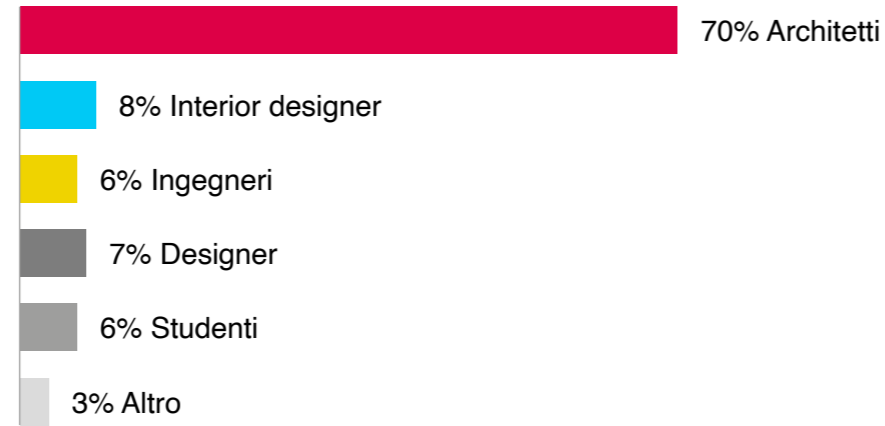 70% Architetti
8% Interior designer
6% Ingegneri
7% Designer
6% Studenti
3% Altro